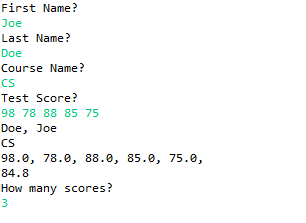 First Name?
Joe
Last Name?
Doe
Course Name?
CS
Test Score?
98 78 88 85 75
Doe, Joe
CS
98.0, 78.0, 88.0, 85.0, 75.0,
84.8
How many scores?
3